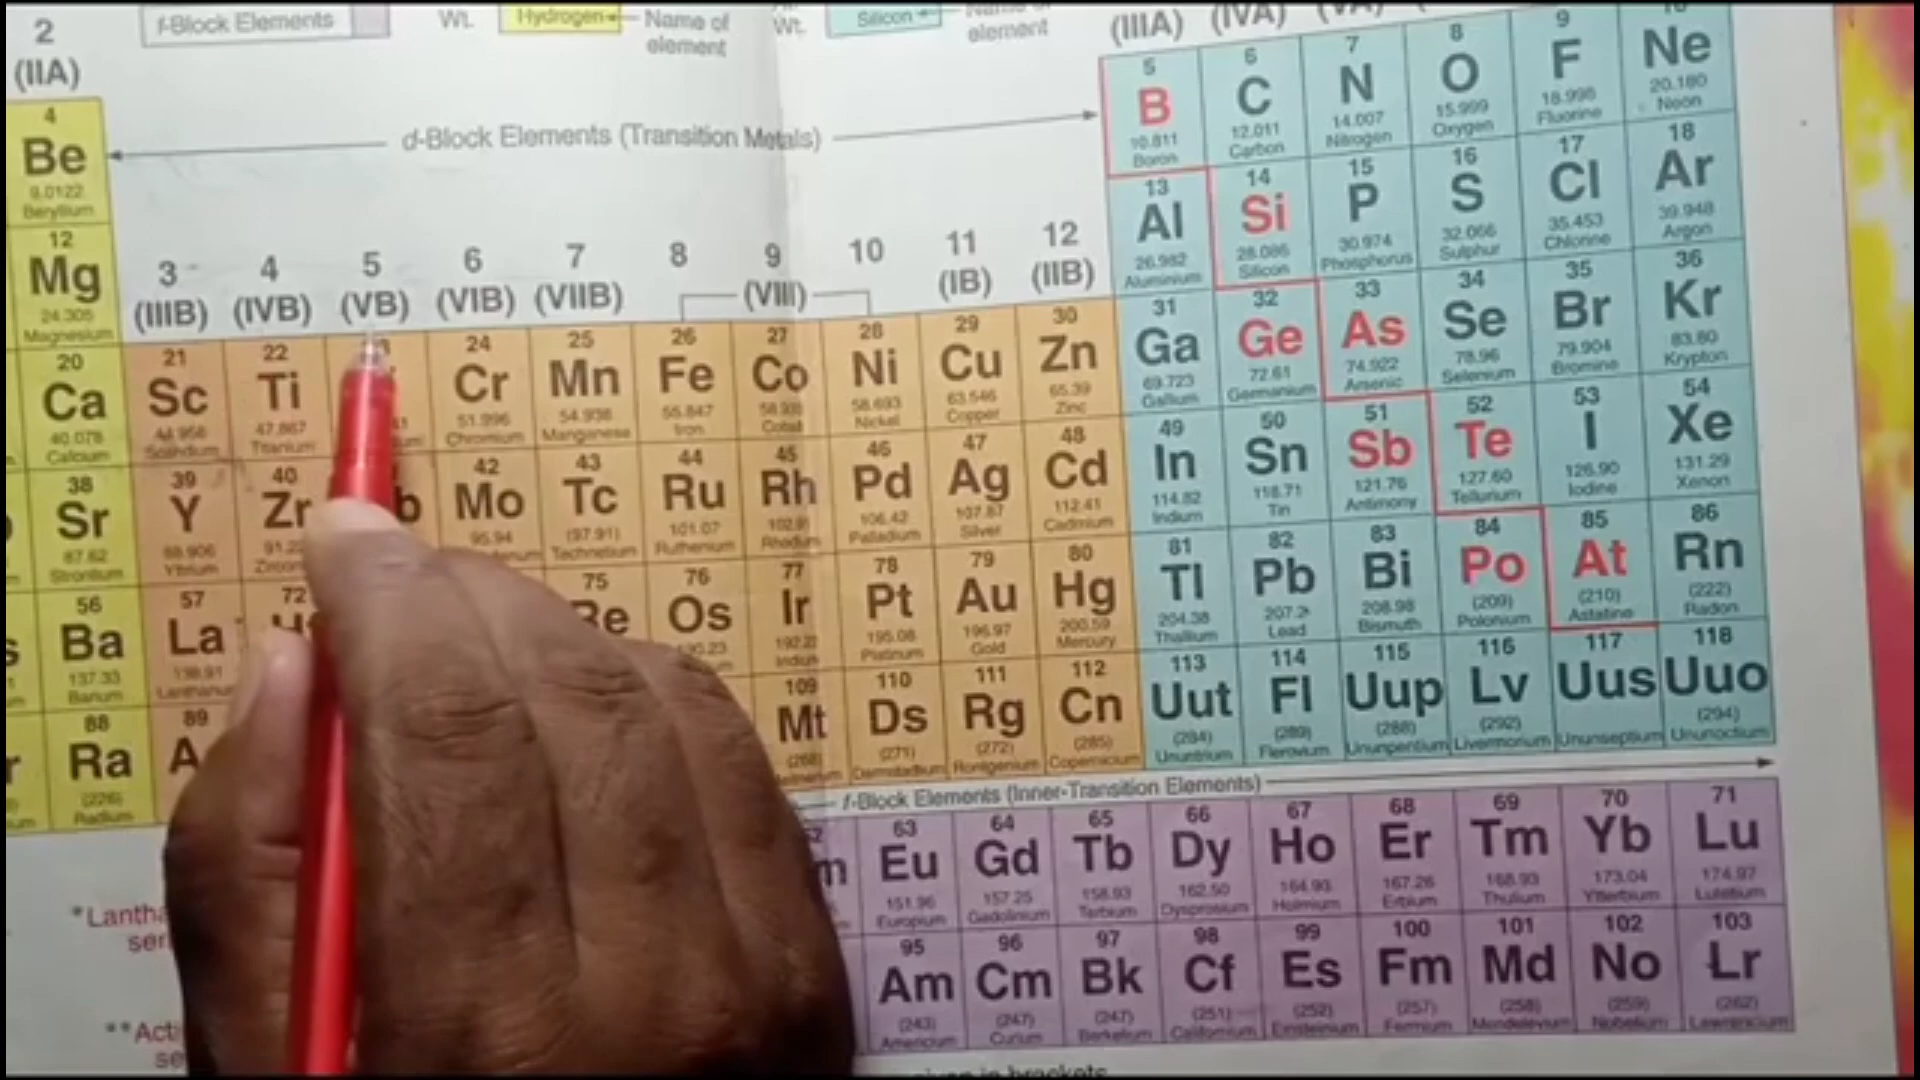 2
(IIA)
f-Block Elements
Wt.
Hydrogen
Name of
element
Wt.
Silicon
element
(IIIA) (IVA)
d-Block Elements (Transition Metals)
3 4 5 6 7 8 9 10 11 12
(IIIB) (IVB) (VB) (VIB) (VIIB) (VIII) (IB) (IIB)
4 5 6 7 8 9
Be B C N O F Ne
9.0122 10.811 12.011 14.007 15.999 18.998 20.180
Beryllium Boron Carbon Nitrogen Oxygen Fluorine Neon
12 13 14 15 16 17 18
Mg Al Si P S Cl Ar
24.305 26.982 28.086 30.974 32.066 35.453 39.948
Magnesium Aluminium Silicon Phosphorus Sulphur Chlorine Argon
20 21 22 24 25 26 27 28 29 30 31 32 33 34 35 36
Ca Sc Ti Cr Mn Fe Co Ni Cu Zn Ga Ge As Se Br Kr
40.078 44.956 47.867 51.996 54.938 55.847 58.693 63.546 65.39 69.723 72.61 74.922 78.96 79.904 83.80
Calcium Scandium Titanium Chromium Manganese Iron Cobalt Nickel Copper Zinc Gallium Germanium Arsenic Selenium Bromine Krypton
38 39 40 42 43 44 45 46 47 48 49 50 51 52 53 54
Sr Y Zr b Mo Tc Ru Rh Pd Ag Cd In Sn Sb Te I Xe
87.62 88.906 95.94 (97.91) 101.07 106.42 107.87 112.41 114.82 118.71 121.76 127.60 126.90 131.29
Strontium Yttrium Technetium Ruthenium Rhodium Palladium Silver Cadmium Indium Tin Antimony Tellurium Iodine Xenon
56 57 72 75 76 77 78 79 80 81 82 83 84 85 86
Ba La Re Os Ir Pt Au Hg Tl Pb Bi Po At Rn
137.33 138.91 195.08 196.97 200.59 204.38 207.2 208.98 (209) (210) (222)
Barium Platinum Gold Mercury Thallium Lead Bismuth Polonium Astatine Radon
88 89 109 110 111 112 113 114 115 116 117 118
Ra A Mt Ds Rg Cn Uut Fl Uup Lv Uus Uuo
(226) (268) (271) (272) (285) (284) (289) (288) (292) (294)
Radium Copernicium Ununtrium Flerovium Ununpentium Livermorium Ununseptium Ununoctium
f-Block Elements (Inner-Transition Elements)
63 64 65 66 67 68 69 70 71
m Eu Gd Tb Dy Ho Er Tm Yb Lu
151.96 157.25 158.93 162.50 164.93 167.26 168.93 173.04 174.97
Europium Gadolinium Terbium Dysprosium Holmium Erbium Thulium Ytterbium Lutetium
*Lantha
seri
95 96 97 98 99 100 101 102 103
Am Cm Bk Cf Es Fm Md No Lr
(243) (247) (247) (251) (252) (257) (258) (259) (262)
Americium Curium Berkelium Californium Einsteinium Fermium Mendelevium Nobelium Lawrencium
**Acti
se
in brackets